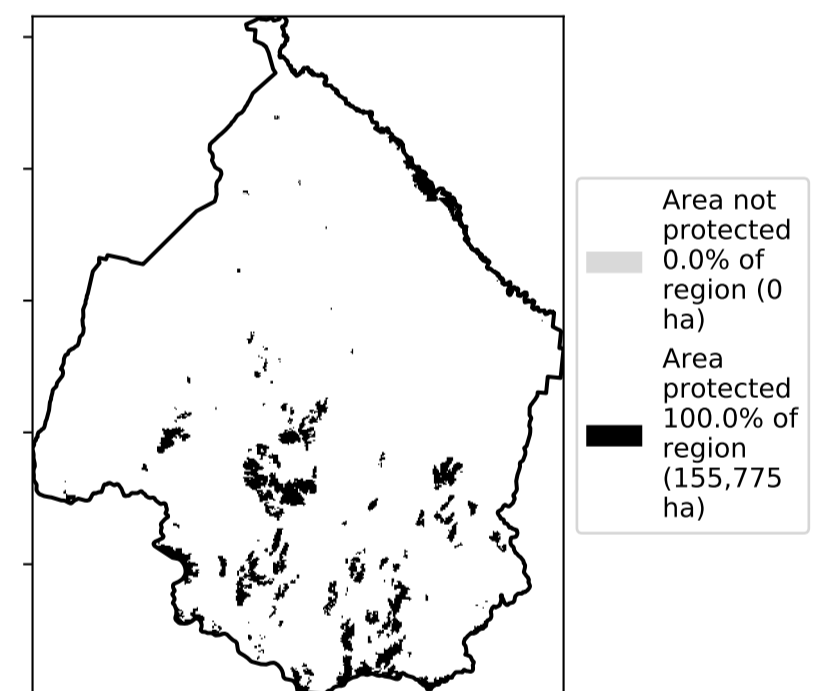 Area not
protected
0.0% of
region (0
ha)
Area
protected
100.0% of
region
(155,775
ha)